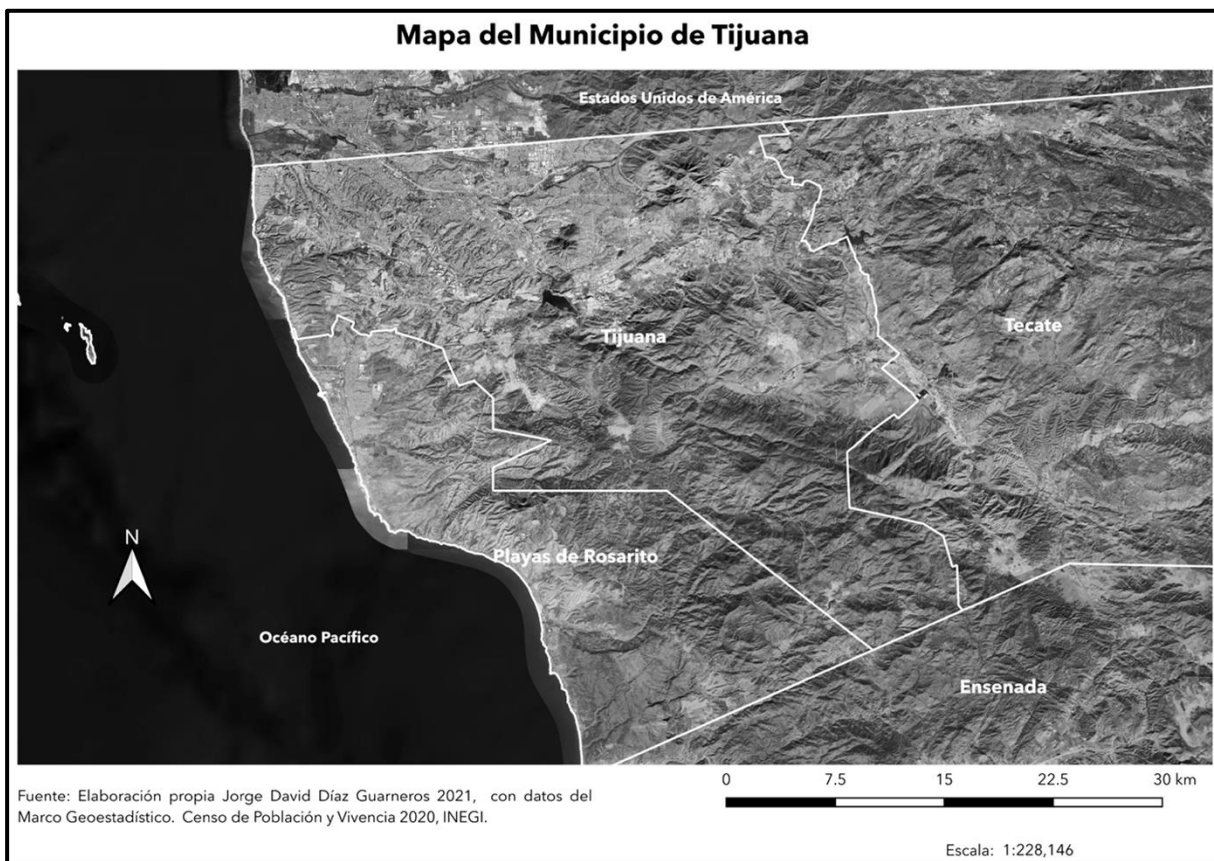 Mapa del Municipio de Tijuana
Estados Unidos de América
Tijuana
Tecate
Playas de Rosarito
N
Océano Pacífico
Ensenada
0 7.5 15 22.5 30 km
Fuente: Elaboración propia Jorge David Díaz Guarneros 2021, con datos del
Marco Geoestadístico. Censo de Población y Vivencia 2020, INEGI.
Escala: 1:228,146